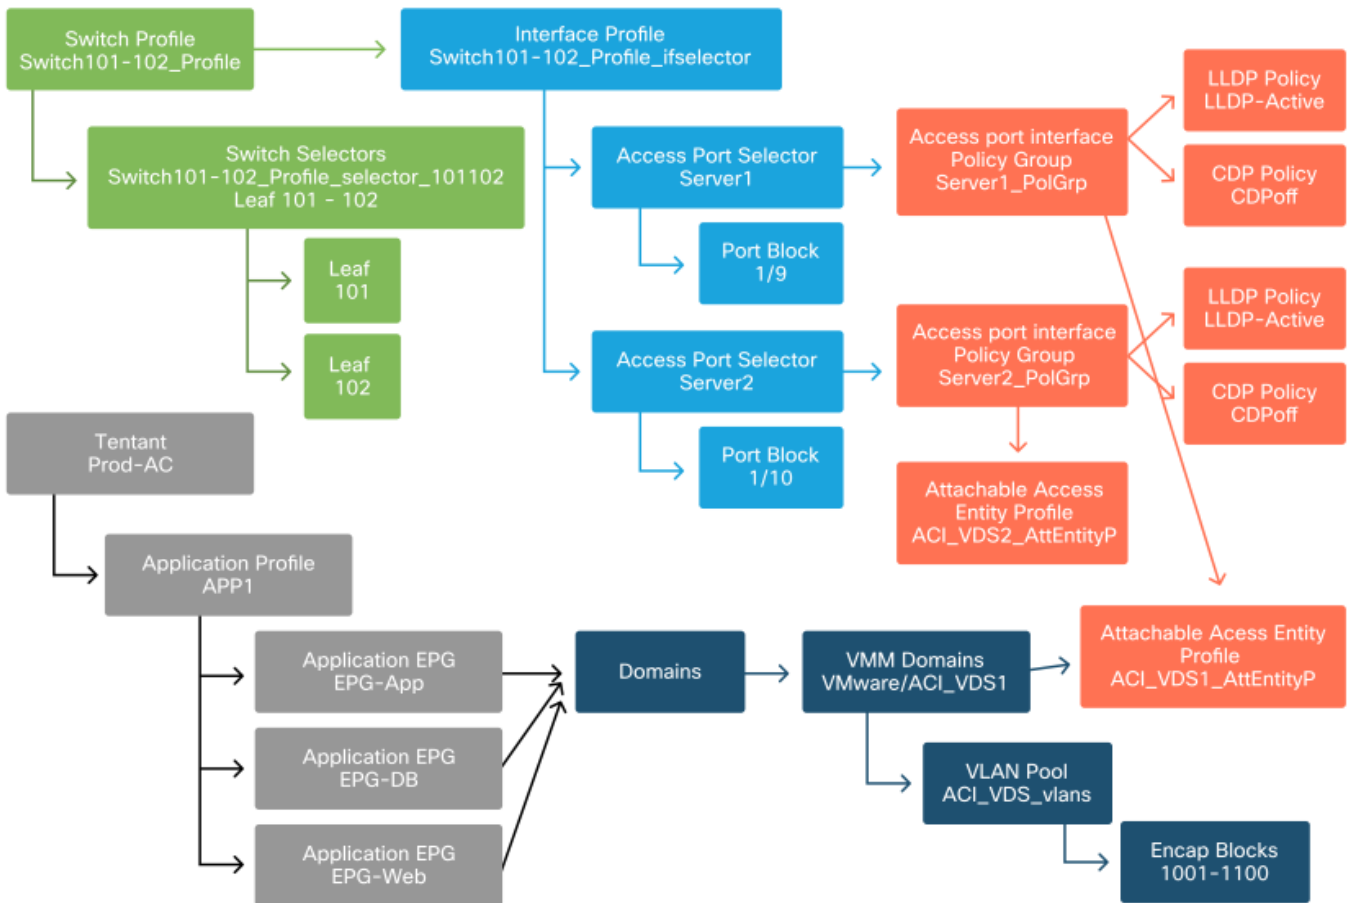 Switch Profile
Switch101-102_Profile
Interface Profile
Switch101-102_Profile_ifselector
LLDP Policy
LLDP-Active
Switch Selectors
Switch101-102_Profile_selector_101102
Leaf 101 - 102
Access Port Selector
Server1
Access port interface
Policy Group
Server1_PolGrp
CDP Policy
CDPoff
Leaf
101
Port Block
1/9
LLDP Policy
LLDP-Active
Leaf
102
Access Port Selector
Server2
Access port interface
Policy Group
Server2_PolGrp
CDP Policy
CDPoff
Tentant
Prod-AC
Port Block
1/10
Attachable Access
Entity Profile
ACI_VDS2_AttEntityP
Application Profile
APP1
Application EPG
EPG-App
Domains
VMM Domains
VMware/ACI_VDS1
Attachable Acess Entity
Profile
ACI_VDS1_AttEntityP
Application EPG
EPG-DB
VLAN Pool
ACI_VDS_vlans
Application EPG
EPG-Web
Encap Blocks
1001-1100